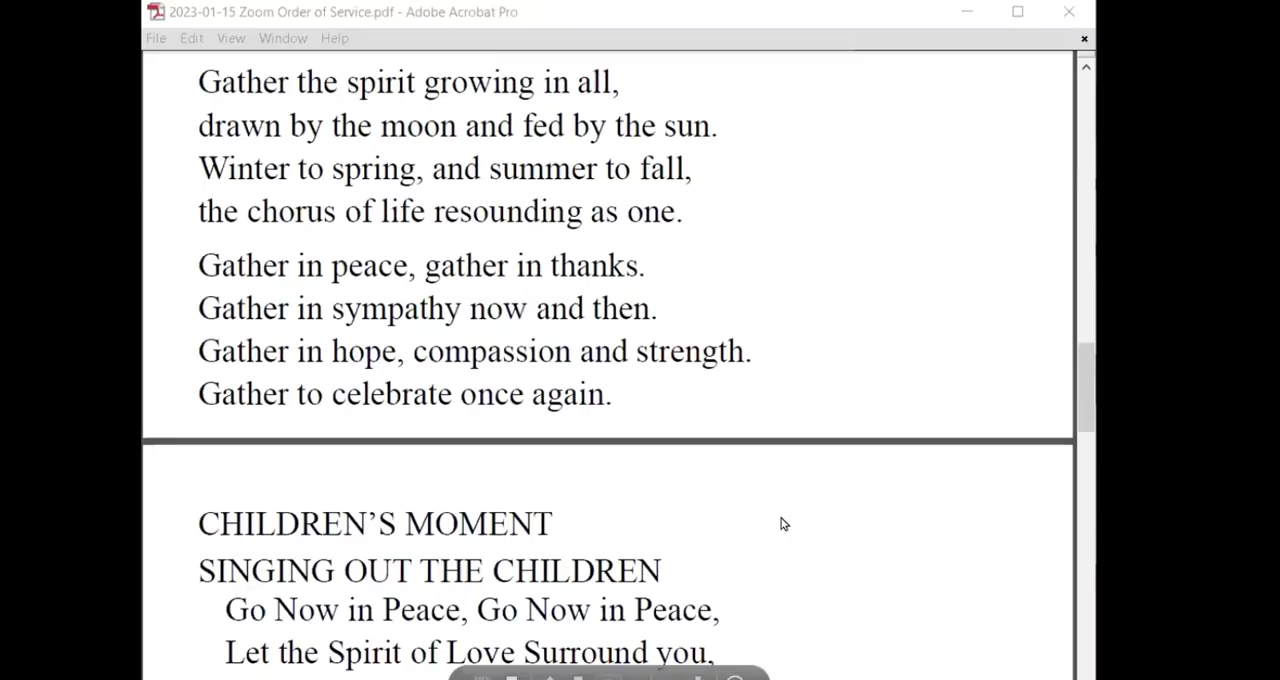 2023-01-15 Zoom Order of Service.pdf - Adobe Acrobat Pro
File Edit View Window Help
Gather the spirit growing in all,
drawn by the moon and fed by the sun.
Winter to spring, and summer to fall,
the chorus of life resounding as one.
Gather in peace, gather in thanks.
Gather in sympathy now and then.
Gather in hope, compassion and strength.
Gather to celebrate once again.
CHILDREN’S MOMENT
SINGING OUT THE CHILDREN
Go Now in Peace, Go Now in Peace,
Let the Spirit of Love Surround you,